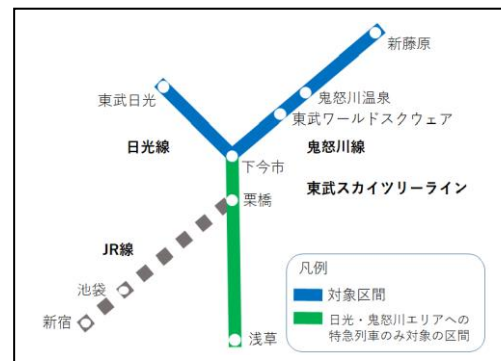 新藤原
鬼怒川温泉
東武ワールドスクウェア
東武日光
日光線
鬼怒川線
下今市
東武スカイツリーライン
栗橋
JR線
池袋
新宿
浅草
凡例
対象区間
日光・鬼怒川エリアへの
特急列車のみ対象の区間